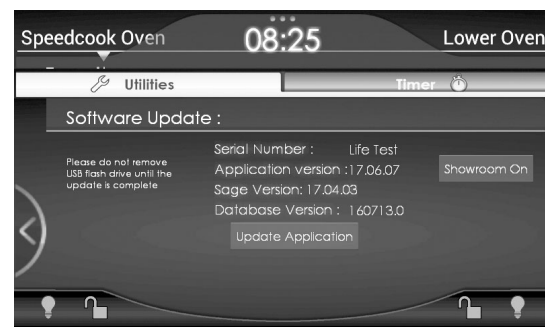 Speedcook Oven 08:25 Lower Oven
Utilities Timer
Software Update :
Please do not remove
USB flash drive until the
update is complete
Serial Number : Life Test
Application version :17.06.07
Sage Version: 17.04.03
Database Version : 160713.0
Showroom On
Update Application